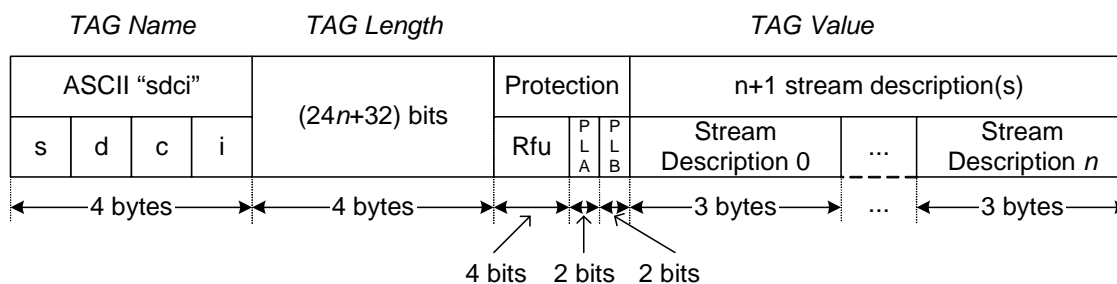 TAG Name TAG Length TAG Value
ASCII “sdci”
(24n+32) bits
Protection
n+1 stream description(s)
s d c i
Rfu
P
L
A
P
L
B
Stream
Description 0
...
Stream
Description n
4 bytes 4 bytes 3 bytes ... 3 bytes
4 bits 2 bits 2 bits